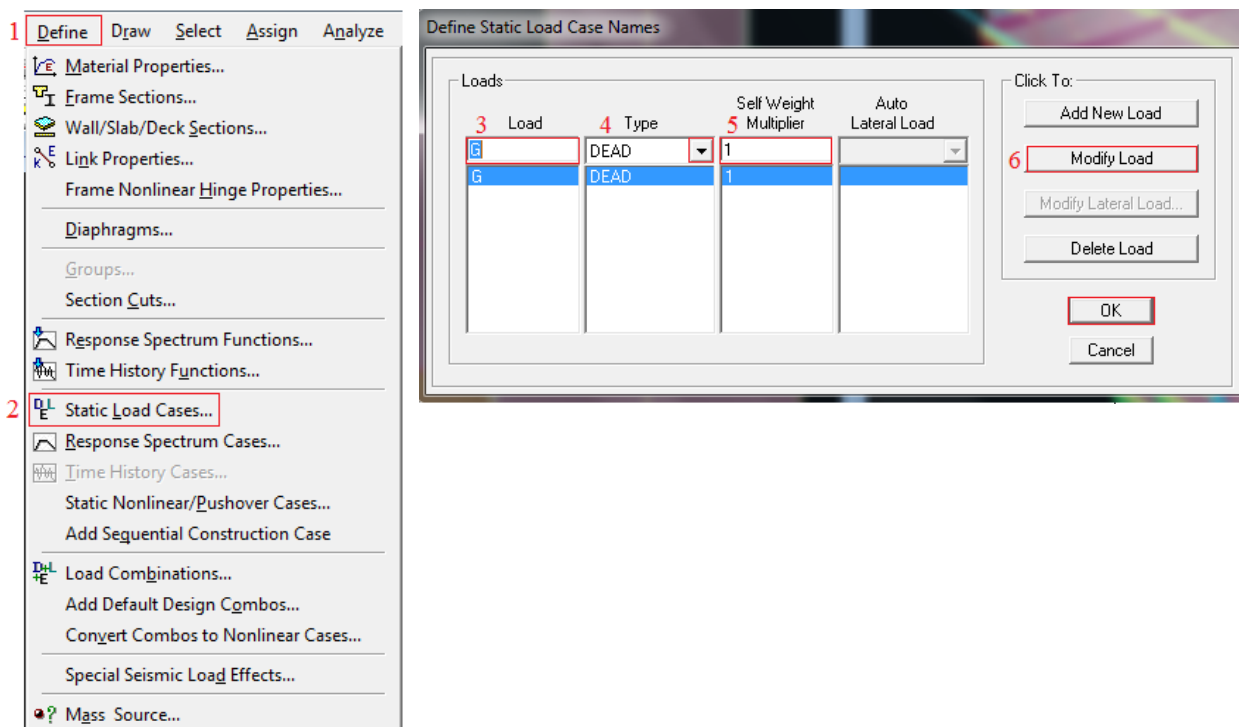 1 Define Draw Select Assign Analyze
Material Properties...
Frame Sections...
Wall/Slab/Deck Sections...
Link Properties...
Frame Nonlinear Hinge Properties...
Diaphragms...
Groups...
Section Cuts...
Response Spectrum Functions...
Time History Functions...
2 Static Load Cases...
Response Spectrum Cases...
Time History Cases...
Static Nonlinear/Pushover Cases...
Add Sequential Construction Case
Load Combinations...
Add Default Design Combos...
Convert Combos to Nonlinear Cases...
Special Seismic Load Effects...
Mass Source...
Define Static Load Case Names
Loads
Self Weight Auto
3 Load 4 Type 5 Multiplier Lateral Load
G DEAD 1
G DEAD 1
Click To:
Add New Load
6 Modify Load
Modify Lateral Load...
Delete Load
OK
Cancel